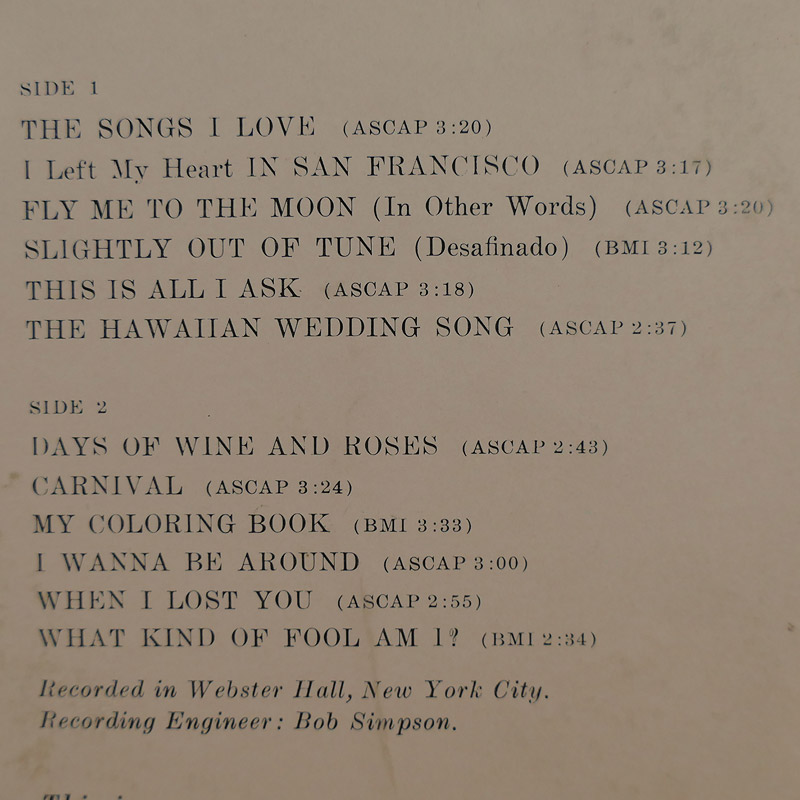 SIDE 1
THE SONGS I LOVE (ASCAP 3:20)
I Left My Heart IN SAN FRANCISCO (ASCAP 3:17)
FLY ME TO THE MOON (In Other Words) (ASCAP 3:20)
SLIGHTLY OUT OF TUNE (Desafinado) (BMI 3:12)
THIS IS ALL I ASK (ASCAP 3:18)
THE HAWAIIAN WEDDING SONG (ASCAP 2:37)
SIDE 2
DAYS OF WINE AND ROSES (ASCAP 2:43)
CARNIVAL (ASCAP 3:24)
MY COLORING BOOK (BMI 3:33)
I WANNA BE AROUND (ASCAP 3:00)
WHEN I LOST YOU (ASCAP 2:55)
WHAT KIND OF FOOL AM I? (BMI 2:34)
Recorded in Webster Hall, New York City.
Recording Engineer: Bob Simpson.